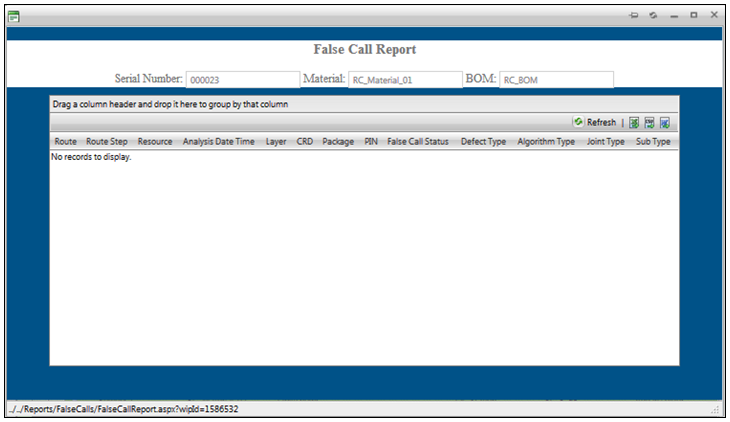 False Call Report
Serial Number: 000023 Material: RC_Material_01 BOM: RC_BOM
Drag a column header and drop it here to group by that column
Refresh |
Route Route Step Resource Analysis Date Time Layer CRD Package PIN False Call Status Defect Type Algorithm Type Joint Type Sub Type
No records to display.
../../Reports/FalseCalls/FalseCallReport.aspx?wipId=1586532